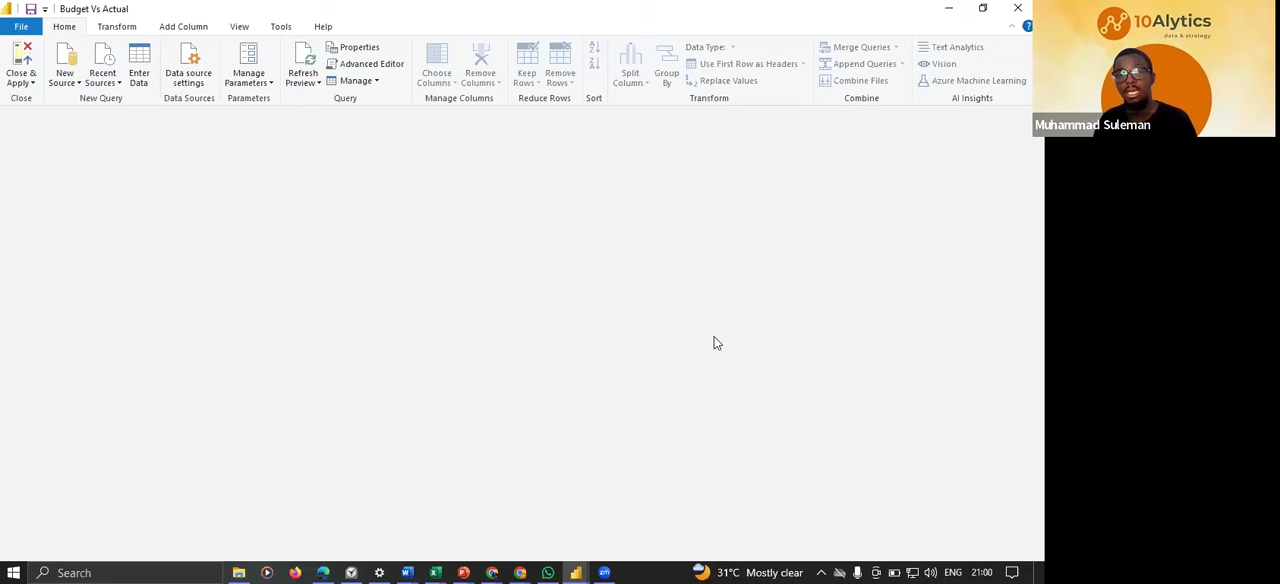 Budget Vs Actual
File Home Transform Add Column View Tools Help
Close & Apply
Close
New Source
Recent Sources
Enter Data
New Query
Data source settings
Data Sources
Manage Parameters
Parameters
Refresh Preview
Properties
Advanced Editor
Manage
Query
Choose Columns
Remove Columns
Manage Columns
Keep Rows
Remove Rows
Reduce Rows
Sort
Split Column
Group By
Data Type:
Use First Row as Headers
Replace Values
Transform
Merge Queries
Append Queries
Combine Files
Combine
Text Analytics
Vision
Azure Machine Learning
AI Insights
10Alytics
data & strategy
Muhammad Suleman
Search
31°C Mostly clear
ENG
21:00